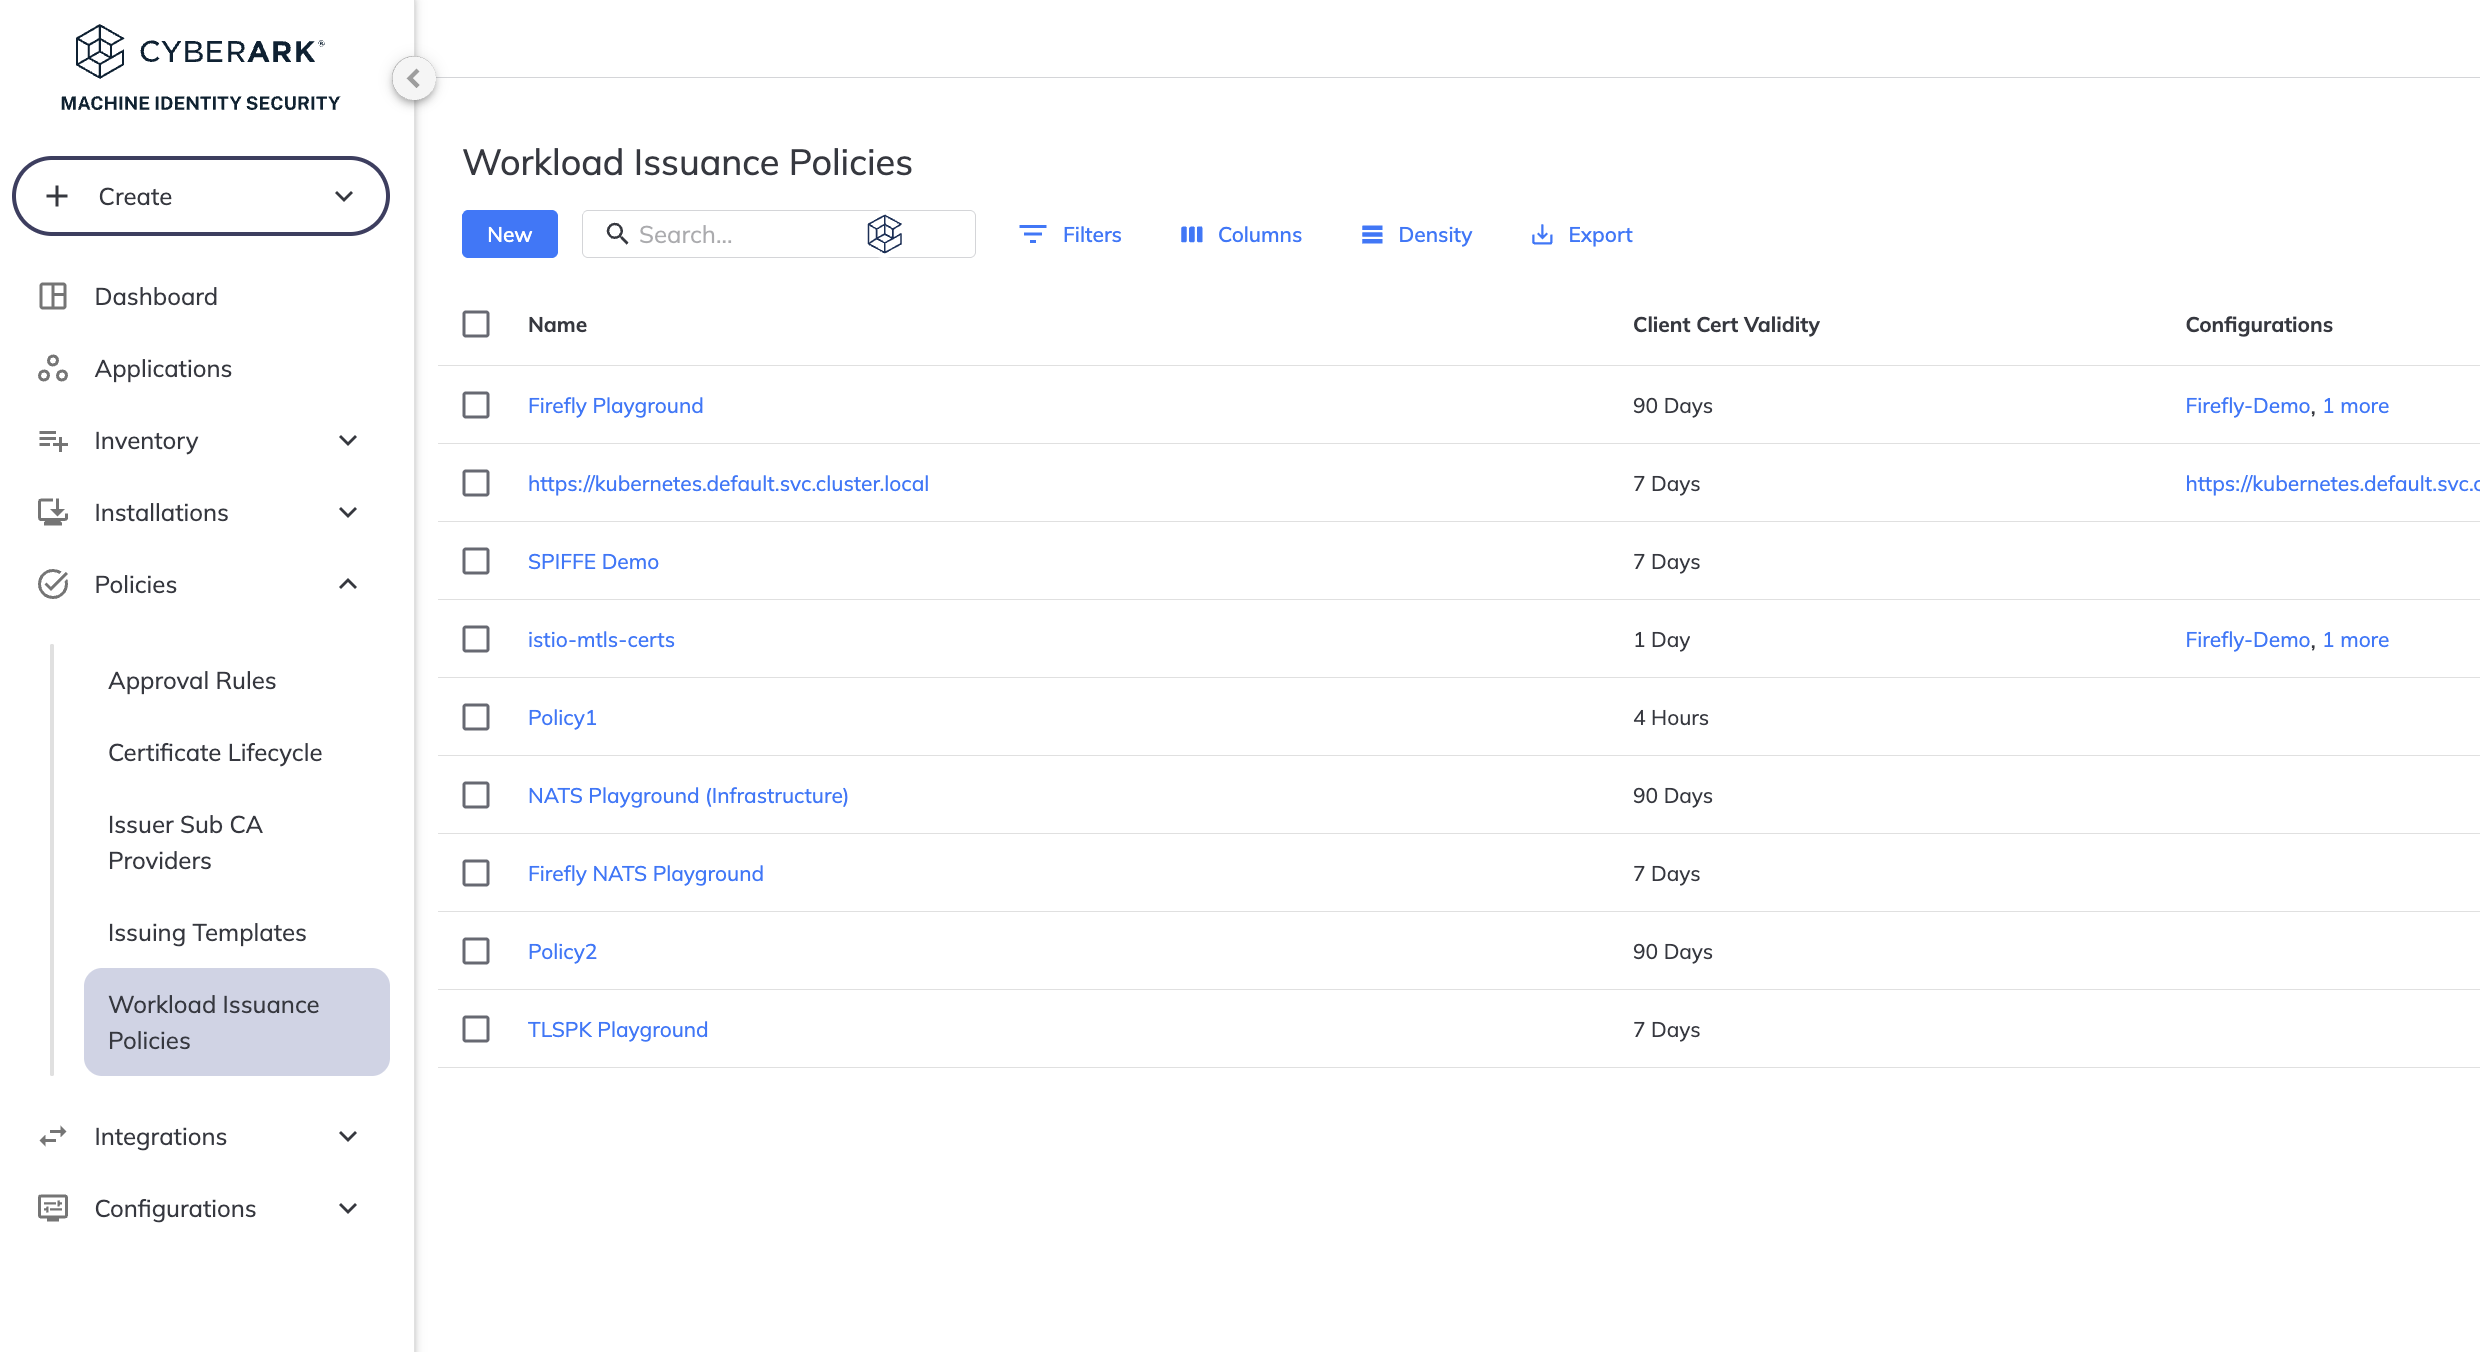 CYBERARK®
MACHINE IDENTITY SECURITY
Create
Dashboard
Applications
Inventory
Installations
Policies
Approval Rules
Certificate Lifecycle
Issuer Sub CA
Providers
Issuing Templates
Workload Issuance
Policies
Integrations
Configurations
Workload Issuance Policies
New Search... Filters Columns Density Export
Name Client Cert Validity Configurations
Firefly Playground 90 Days Firefly-Demo, 1 more
https://kubernetes.default.svc.cluster.local 7 Days https://kubernetes.default.svc.c
SPIFFE Demo 7 Days
istio-mtls-certs 1 Day Firefly-Demo, 1 more
Policy1 4 Hours
NATS Playground (Infrastructure) 90 Days
Firefly NATS Playground 7 Days
Policy2 90 Days
TLSPK Playground 7 Days